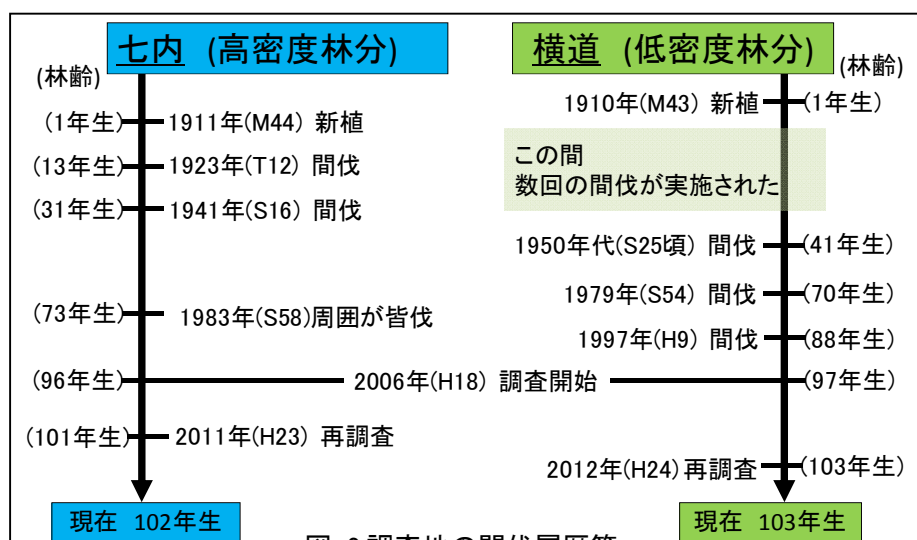 七内 (高密度林分)
(林齢)
(1年生) 1911年(M44) 新植
(13年生) 1923年(T12) 間伐
(31年生) 1941年(S16) 間伐
(73年生) 1983年(S58)周囲が皆伐
(96年生) 2006年(H18) 調査開始 (97年生)
(101年生) 2011年(H23) 再調査
現在 102年生
横道 (低密度林分)
(林齢)
1910年(M43) 新植 (1年生)
この間
数回の間伐が実施された
1950年代(S25頃) 間伐 (41年生)
1979年(S54) 間伐 (70年生)
1997年(H9) 間伐 (88年生)
2012年(H24)再調査 (103年生)
現在 103年生